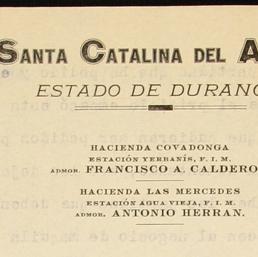 SANTA CATALINA DEL A
ESTADO DE DURANG
HACIENDA COVADONGA
ESTACIÓN YERBANÍS, F. I. M.
ADMOR. FRANCISCO A. CALDERO
HACIENDA LAS MERCEDES
ESTACIÓN AGUA VIEJA, F. I. M.
ADMOR. ANTONIO HERRAN.